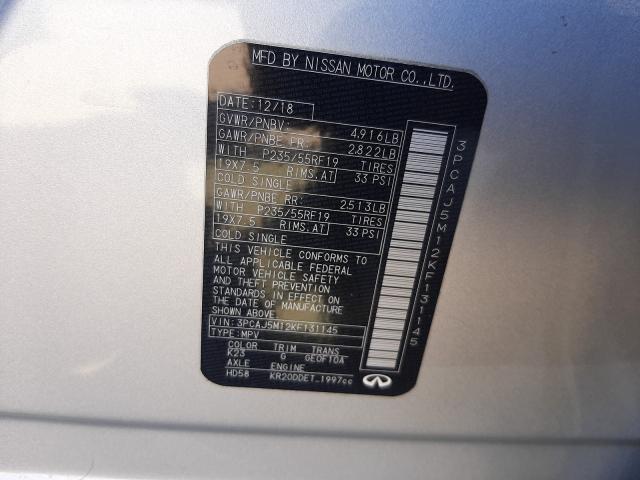 MFD BY NISSAN MOTOR CO.,LTD.
DATE: 12/18
GVWR/PNBV: 4,916LB
GAWR/PNBE FR: 2,822LB
WITH P235/55RF19 TIRES
19X7.5 RIMS.AT 33 PSI
COLD SINGLE
GAWR/PNBE RR: 2513LB
WITH P235/55RF19 TIRES
19X7.5 RIMS.AT 33 PSI
COLD SINGLE
THIS VEHICLE CONFORMS TO
ALL APPLICABLE FEDERAL
MOTOR VEHICLE SAFETY
AND THEFT PREVENTION
STANDARDS IN EFFECT ON
THE DATE OF MANUFACTURE
SHOWN ABOVE
VIN: 3PCAJ5M12KF131145
TYPE: MPV
COLOR TRIM TRANS
K23 G GE0F10A
AXLE ENGINE
HD58 KR20DDET 1997cc
3PCAJ5M12KF131145